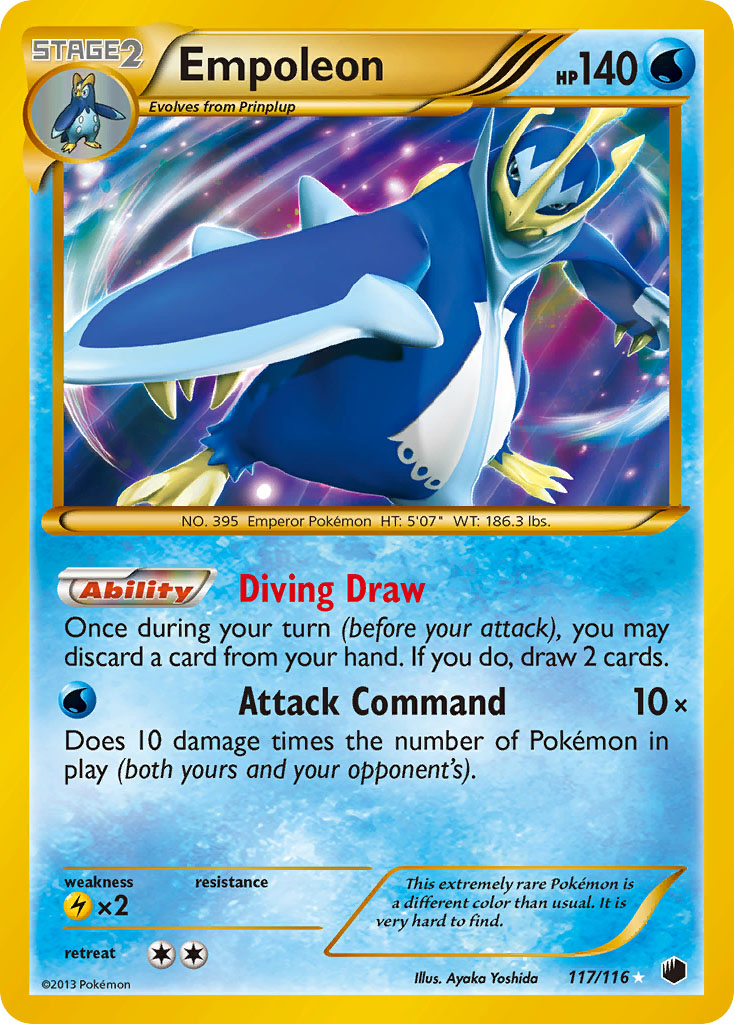 STAGE2
Empoleon
HP140
Evolves from Prinplup
NO. 395 Emperor Pokémon HT: 5'07" WT: 186.3 lbs.
Ability Diving Draw
Once during your turn (before your attack), you may
discard a card from your hand. If you do, draw 2 cards.
Attack Command 10×
Does 10 damage times the number of Pokémon in
play (both yours and your opponent's).
weakness resistance
×2
This extremely rare Pokémon is
a different color than usual. It is
very hard to find.
retreat
©2013 Pokémon
Illus. Ayaka Yoshida 117/116